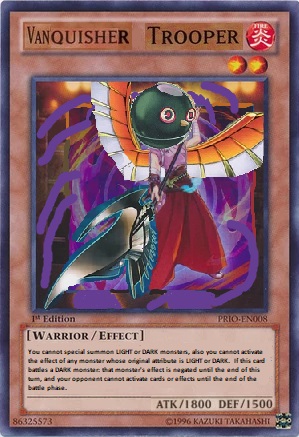 VANQUISHER TROOPER
FIRE
炎
1st Edition
PRIO-EN008
[WARRIOR/EFFECT]
You cannot special summon LIGHT or DARK monsters, also you cannot activate
the effect of any monster whose original attribute is LIGHT or DARK. If this card
battles a DARK monster: that monster's effect is negated until the end of this
turn, and your opponent cannot activate cards or effects until the end of the
battle phase.
ATK/1800 DEF/1500
86325573
©1996 KAZUKI TAKAHASHI